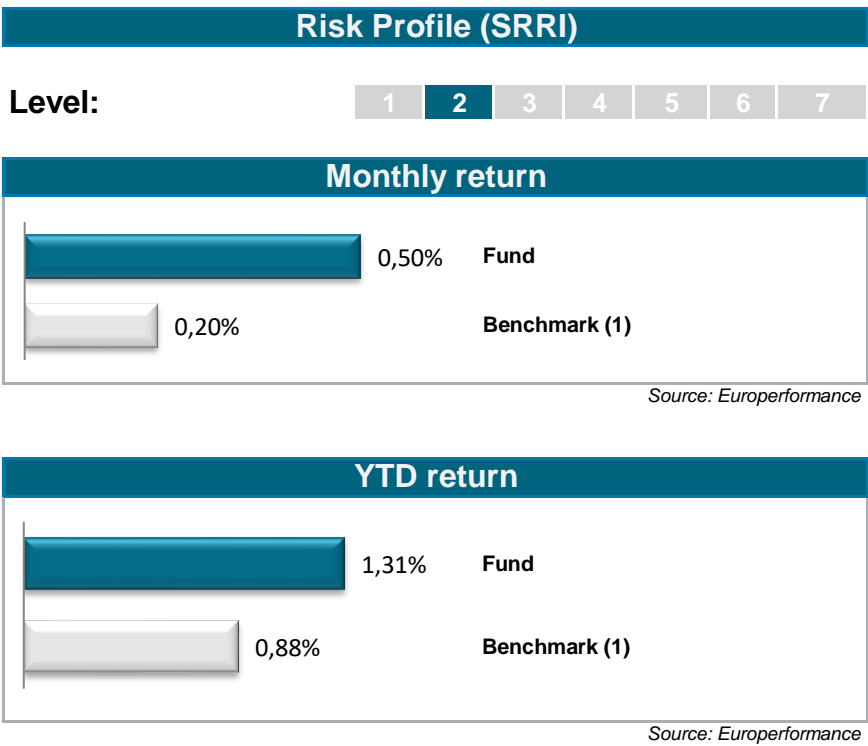 Risk Profile (SRRI)
Level: 1 2 3 4 5 6 7
Monthly return
0,50% Fund
0,20% Benchmark (1)
Source: Europerformance
YTD return
1,31% Fund
0,88% Benchmark (1)
Source: Europerformance